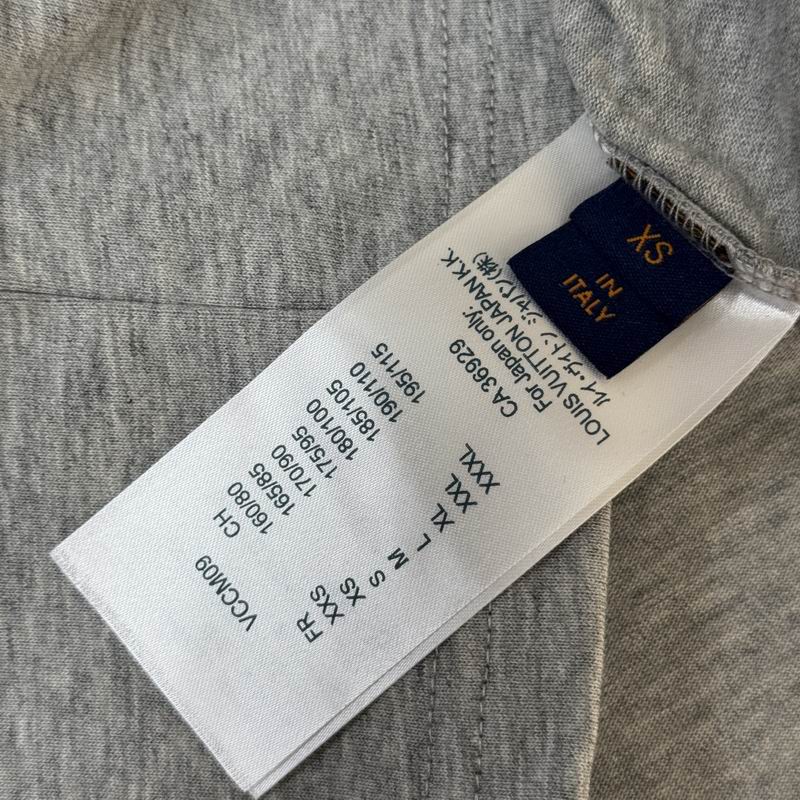 XS
IN
ITALY
VCCM09
FR CH
XXS 160/80
XS 165/85
S 170/90
M 175/95
L 180/100
XL 185/105
XXL 190/110
XXXL 195/115
CA 36929
For Japan only.
LOUIS VUITTON JAPAN K.K.
ルイ・ヴィトン ジャパン(株)